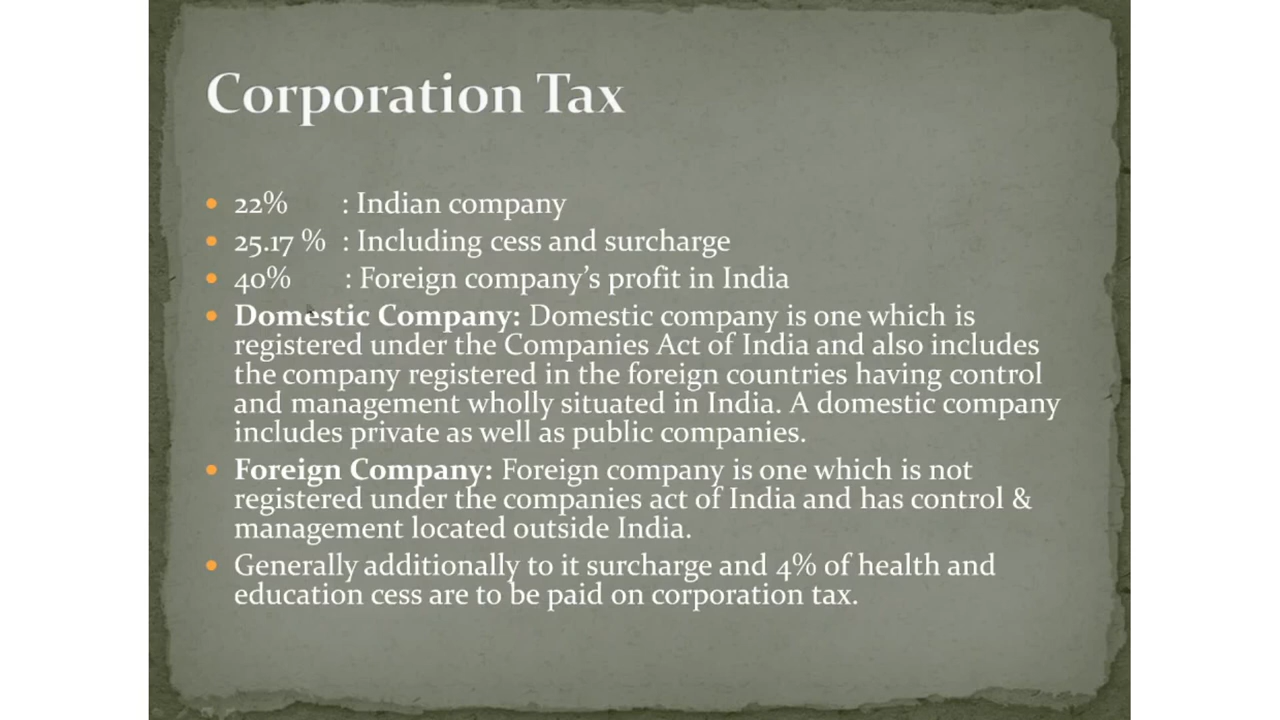 Corporation Tax
• 22% : Indian company
• 25.17 % : Including cess and surcharge
• 40% : Foreign company’s profit in India
• Domestic Company: Domestic company is one which is
registered under the Companies Act of India and also includes
the company registered in the foreign countries having control
and management wholly situated in India. A domestic company
includes private as well as public companies.
• Foreign Company: Foreign company is one which is not
registered under the companies act of India and has control &
management located outside India.
• Generally additionally to it surcharge and 4% of health and
education cess are to be paid on corporation tax.